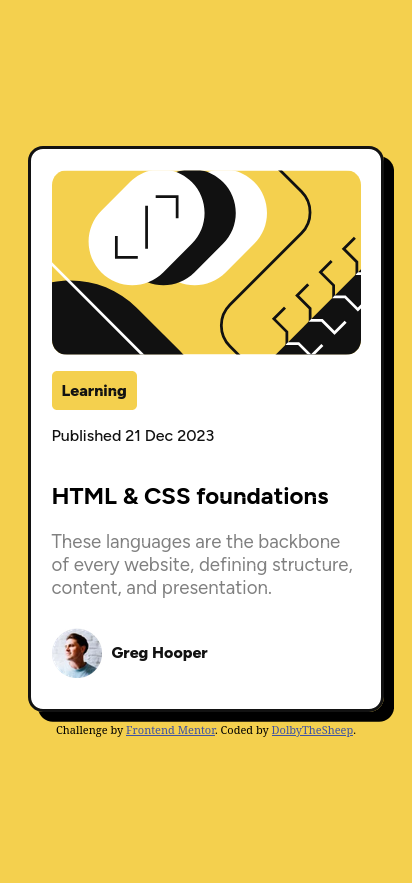 Learning
Published 21 Dec 2023
HTML & CSS foundations
These languages are the backbone
of every website, defining structure,
content, and presentation.
Greg Hooper
Challenge by Frontend Mentor. Coded by DolbyTheSheep.